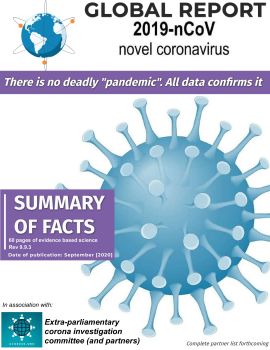 GLOBAL REPORT
2019-nCoV
novel coronavirus
There is no deadly "pandemic". All data confirms it
SUMMARY
OF FACTS
68 pages of evidence based science
Rev 0.9.3
Date of publication: September [2020]
In association with:
Extra-parliamentary
corona investigation
committee (and partners)
Complete partner list forthcoming